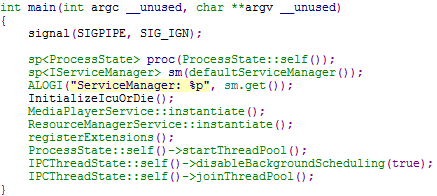 int main(int argc __unused, char **argv __unused)
{
    signal(SIGPIPE, SIG_IGN);
    sp<ProcessState> proc(ProcessState::self());
    sp<IServiceManager> sm(defaultServiceManager());
    ALOGI("ServiceManager: %p", sm.get());
    InitializeIcuOrDie();
    MediaPlayerService::instantiate();
    ResourceManagerService::instantiate();
    registerExtensions();
    ProcessState::self()->startThreadPool();
    IPCThreadState::self()->disableBackgroundScheduling(true);
    IPCThreadState::self()->joinThreadPool();
}